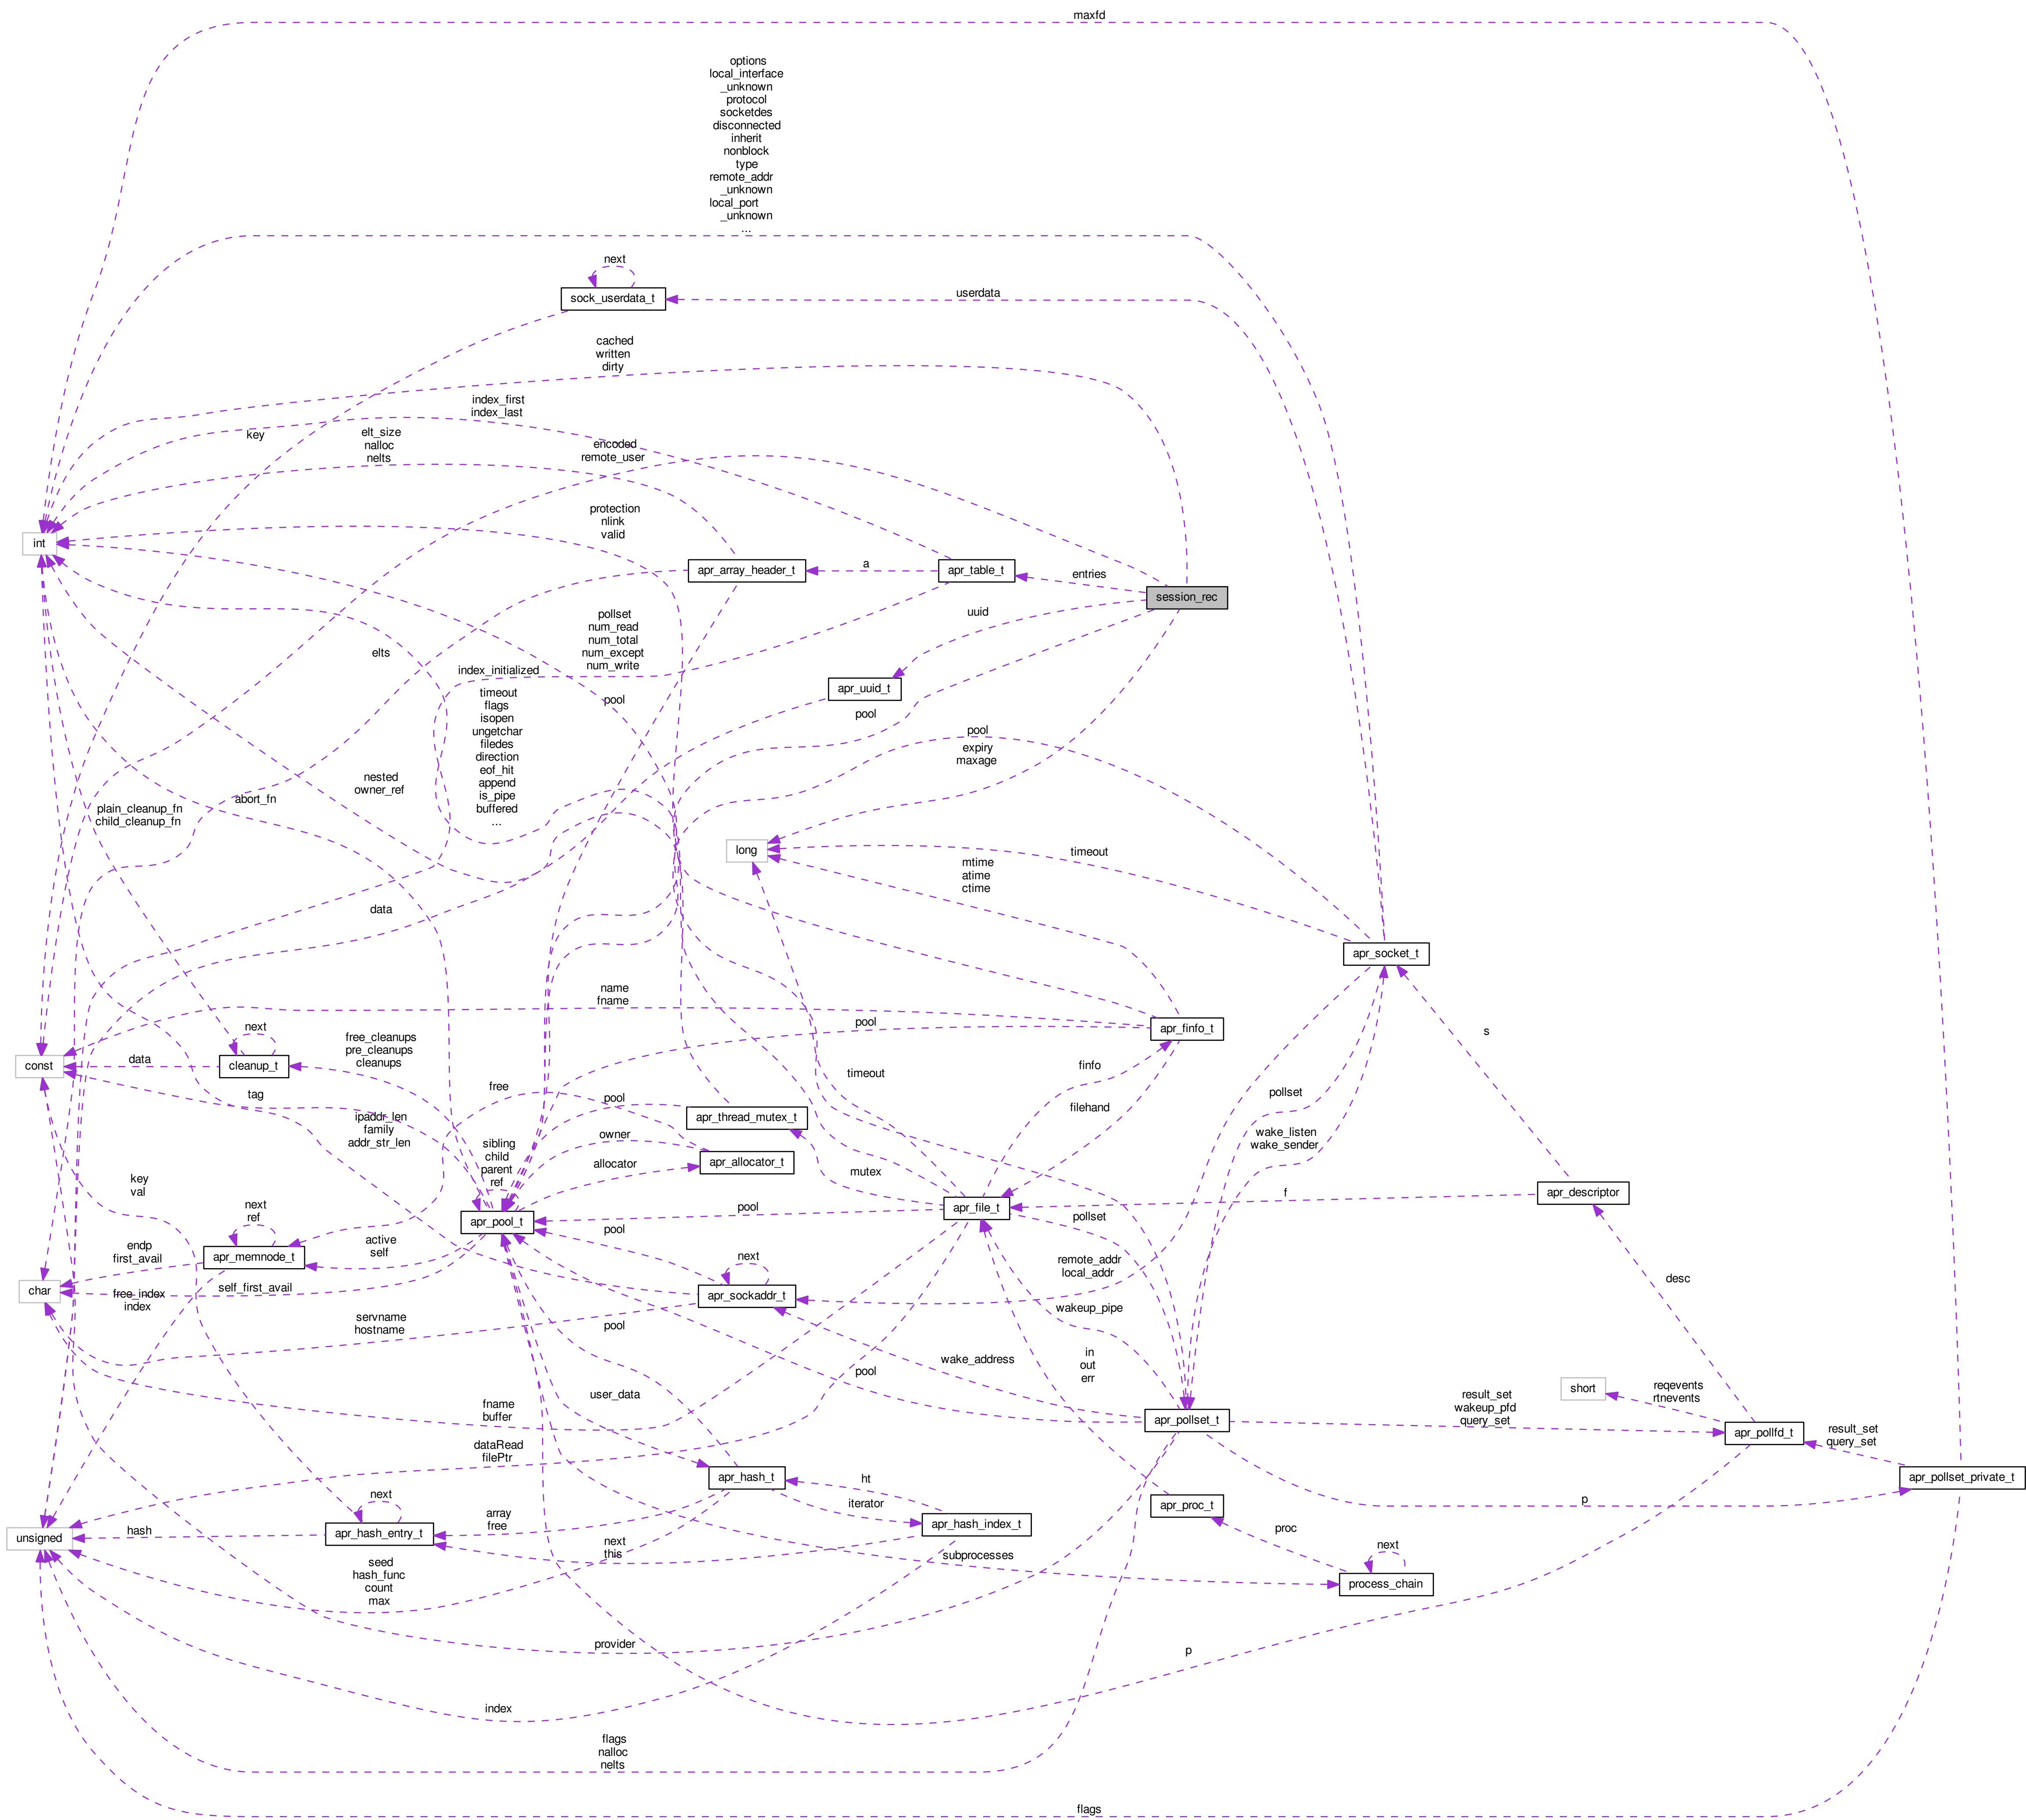 maxfd
options
local_interface
_unknown
protocol
socketdes
disconnected
inherit
nonblock
type
remote_addr
_unknown
local_port
_unknown
...
next
sock_userdata_t
userdata
cached
written
dirty
index_first
index_last
key
elt_size
nalloc
nelts
encoded
remote_user
int
protection
nlink
valid
apr_array_header_t
a
apr_table_t
entries
session_rec
uuid
pollset
num_read
num_total
num_except
num_write
elts
index_initialized
apr_uuid_t
timeout
flags
isopen
ungetchar
filedes
direction
eof_hit
append
is_pipe
buffered
...
pool
pool
pool
expiry
maxage
nested
owner_ref
abort_fn
plain_cleanup_fn
child_cleanup_fn
long
timeout
mtime
atime
ctime
data
apr_socket_t
name
fname
pool
apr_finfo_t
s
next
free_cleanups
pre_cleanups
cleanups
const
data
cleanup_t
finfo
timeout
free
pollset
tag
pool
apr_thread_mutex_t
filehand
ipaddr_len
family
addr_str_len
sibling
child
parent
ref
owner
wake_listen
wake_sender
allocator
apr_allocator_t
mutex
key
val
f
apr_descriptor
next
ref
pool
apr_file_t
pollset
apr_pool_t
pool
active
self
endp
first_avail
apr_memnode_t
next
remote_addr
local_addr
desc
char
self_first_avail
apr_sockaddr_t
free_index
index
wakeup_pipe
servname
hostname
pool
in
out
err
wake_address
pool
user_data
short
reqevents
rtnevents
fname
buffer
result_set
wakeup_pfd
query_set
apr_pollset_t
apr_pollfd_t
result_set
query_set
dataRead
filePtr
apr_hash_t
ht
apr_pollset_private_t
next
array
free
iterator
apr_proc_t
p
unsigned
hash
apr_hash_entry_t
apr_hash_index_t
proc
next
this
subprocesses
next
seed
hash_func
count
max
process_chain
provider
p
index
flags
nalloc
nelts
flags